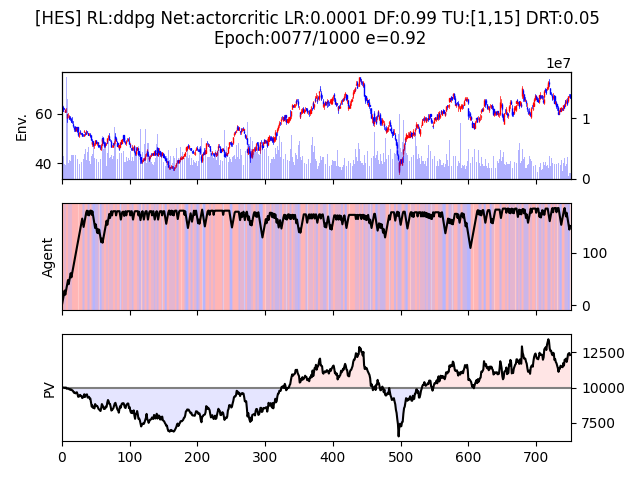 [HES] RL:ddpg Net:actorcritic LR:0.0001 DF:0.99 TU:[1,15] DRT:0.05
Epoch:0077/1000 e=0.92
1e7
Env.
60
40
1
0
Agent
100
0
PV
12500
10000
7500
0 100 200 300 400 500 600 700